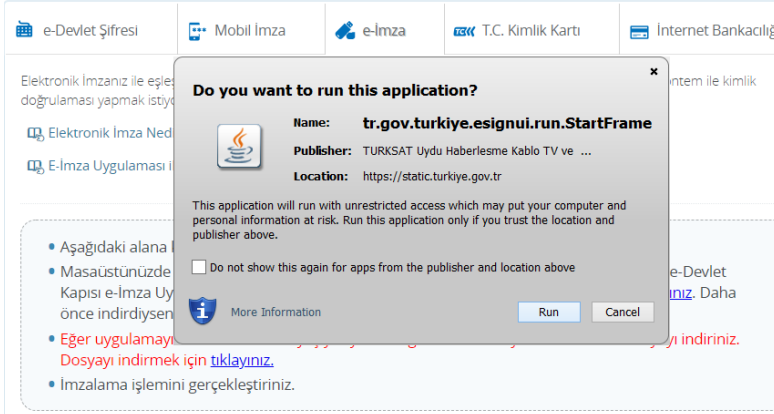 e-Devlet Şifresi
Mobil İmza
e-İmza
T.C. Kimlik Kartı
İnternet Bankacılığ
Elektronik İmzanız ile eşleş
öntem ile kimlik
doğrulaması yapmak istiyo
Elektronik İmza Ned
E-İmza Uygulaması i
Do you want to run this application?
Name: tr.gov.turkiye.esignui.run.StartFrame
Publisher: TURKSAT Uydu Haberlesme Kablo TV ve ...
Location: https://static.turkiye.gov.tr
This application will run with unrestricted access which may put your computer and
personal information at risk. Run this application only if you trust the location and
publisher above.
Do not show this again for apps from the publisher and location above
More Information
Run
Cancel
Aşağıdaki alana
Masaüstünüzde
e-Devlet
Kapısı e-İmza Uy
ınız. Daha
önce indirdiysen
Eğer uygulamayı
yı indiriniz.
Dosyayı indirmek için tıklayınız.
İmzalama işlemini gerçekleştiriniz.